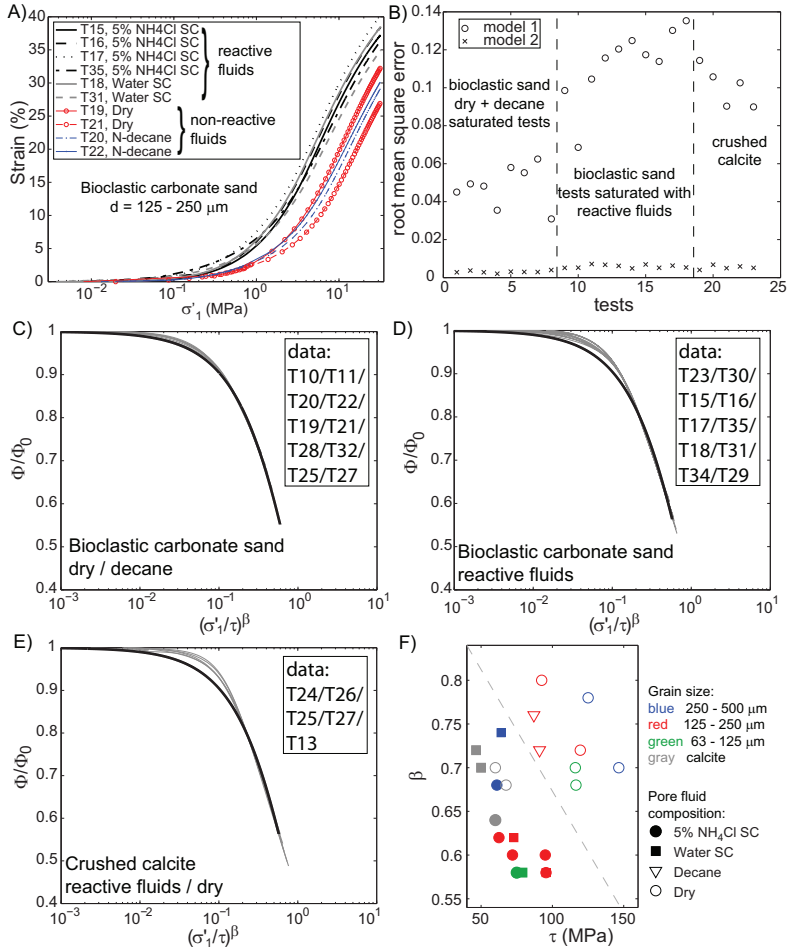 A)
Strain (%)
40
35
30
25
20
15
10
5
0
T15, 5% NH4Cl SC
T16, 5% NH4Cl SC
T17, 5% NH4Cl SC
T35, 5% NH4Cl SC
T18, Water SC
T31, Water SC
T19, Dry
T21, Dry
T20, N-decane
T22, N-decane
reactive
fluids
non-reactive
fluids
Bioclastic carbonate sand
d = 125 - 250 μm
10⁻² 10⁻¹ 10⁰ 10¹
σ'₁ (MPa)
B)
root mean square error
0.14
0.12
0.1
0.08
0.06
0.04
0.02
0
model 1
model 2
bioclastic sand
dry + decane
saturated tests
bioclastic sand
tests saturated with
reactive fluids
crushed
calcite
0 5 10 15 20 25
tests
C)
Φ/Φ₀
1
0.9
0.8
0.7
0.6
0.5
0.4
data:
T10/T11/
T20/T22/
T19/T21/
T28/T32/
T25/T27
Bioclastic carbonate sand
dry / decane
10⁻³ 10⁻² 10⁻¹ 10⁰ 10¹
(σ'₁/τ)^β
D)
Φ/Φ₀
1
0.9
0.8
0.7
0.6
0.5
0.4
data:
T23/T30/
T15/T16/
T17/T35/
T18/T31/
T34/T29
Bioclastic carbonate sand
reactive fluids
10⁻³ 10⁻² 10⁻¹ 10⁰ 10¹
(σ'₁/τ)^β
E)
Φ/Φ₀
1
0.9
0.8
0.7
0.6
0.5
0.4
data:
T24/T26/
T25/T27/
T13
Crushed calcite
reactive fluids / dry
10⁻³ 10⁻² 10⁻¹ 10⁰ 10¹
(σ'₁/τ)^β
F)
β
0.8
0.75
0.7
0.65
0.6
0.55
50 100 150
τ (MPa)
Grain size:
blue 250 - 500 μm
red 125 - 250 μm
green 63 - 125 μm
gray calcite
Pore fluid
composition:
5% NH₄Cl SC
Water SC
Decane
Dry